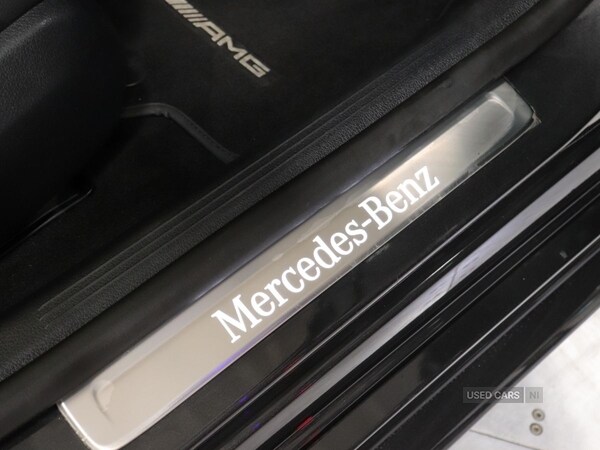 AMG
Mercedes-Benz
USED CARS NI